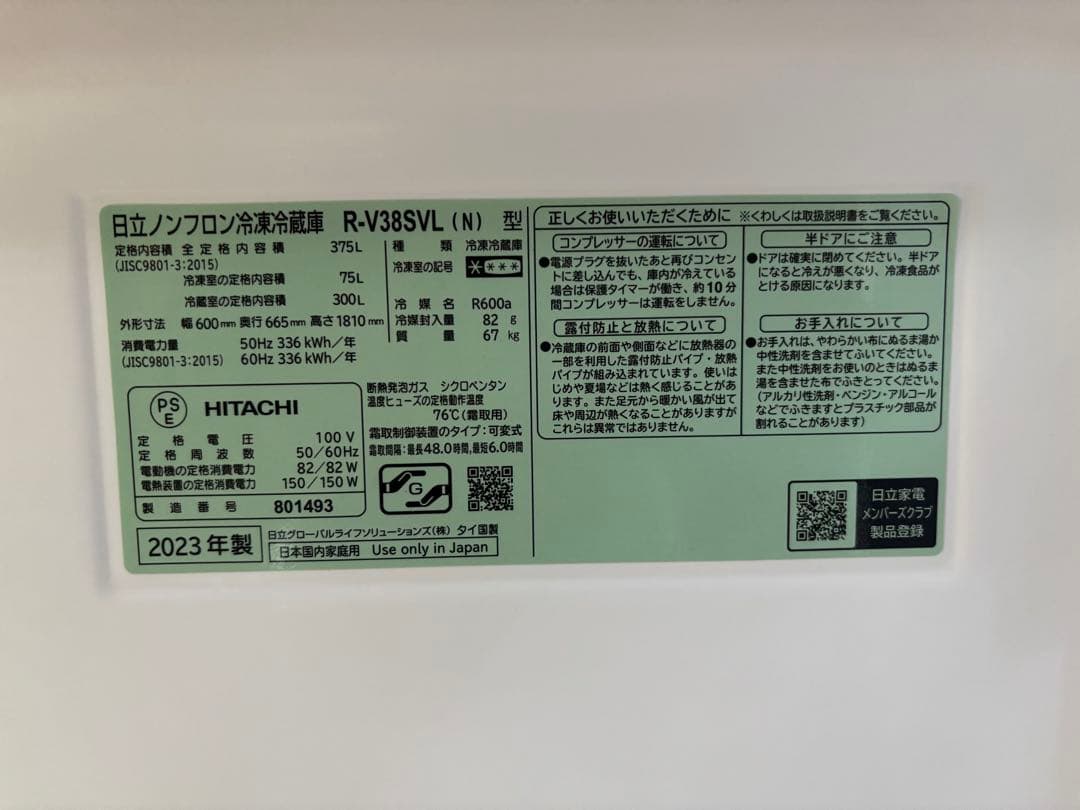 日立ノンフロン冷凍冷蔵庫 R-V38SVL (N) 型
定格内容積 全定格内容積 375L
(JISC9801-3:2015)
冷凍室の定格内容積 75L
冷蔵室の定格内容積 300L
外形寸法 幅600mm 奥行665mm 高さ1810mm
消費電力量 50Hz 336 kWh/年
(JISC9801-3:2015) 60Hz 336 kWh/年
種類 冷凍冷蔵庫
冷凍室の記号 ****
冷媒名 R600a
冷媒封入量 82 g
質量 67 kg
PS
E
HITACHI
定格電圧 100 V
定格周波数 50/60Hz
電動機の定格消費電力 82/82 W
電熱装置の定格消費電力 150/150 W
製造番号 801493
断熱発泡ガス シクロペンタン
温度ヒューズの定格動作温度
76℃(霜取用)
霜取制御装置のタイプ:可変式
霜取間隔:最長48.0時間,最短6.0時間
G
2023年製
日立グローバルライフソリューションズ(株) タイ国製
日本国内家庭用 Use only in Japan
正しくお使いいただくために ※くわしくは取扱説明書をご覧ください。
コンプレッサーの運転について
●電源プラグを抜いたあと再びコンセン
トに差し込んでも、庫内が冷えている
場合は保護タイマーが働き、約10分
間コンプレッサーは運転をしません。
露付防止と放熱について
●冷蔵庫の前面や側面などに放熱器の
一部を利用した露付防止パイプ・放熱
パイプが組み込まれています。使いは
じめや夏場などは熱く感じることがあ
ります。また足元から暖かい風が出て
床や周辺が熱くなることがありますが
これらは異常ではありません。
半ドアにご注意
●ドアは確実に閉めてください。半ドア
になると冷えが悪くなり、冷凍食品が
とける原因になります。
お手入れについて
●お手入れは、やわらかい布にぬるま湯か
中性洗剤を含ませてふいてください。
また中性洗剤をお使いのときはぬるま
湯を含ませた布でふきとってください。
(アルカリ性洗剤・ベンジン・アルコール
などでふきますとプラスチック部品が
割れることがあります)
日立家電
メンバーズクラブ
製品登録